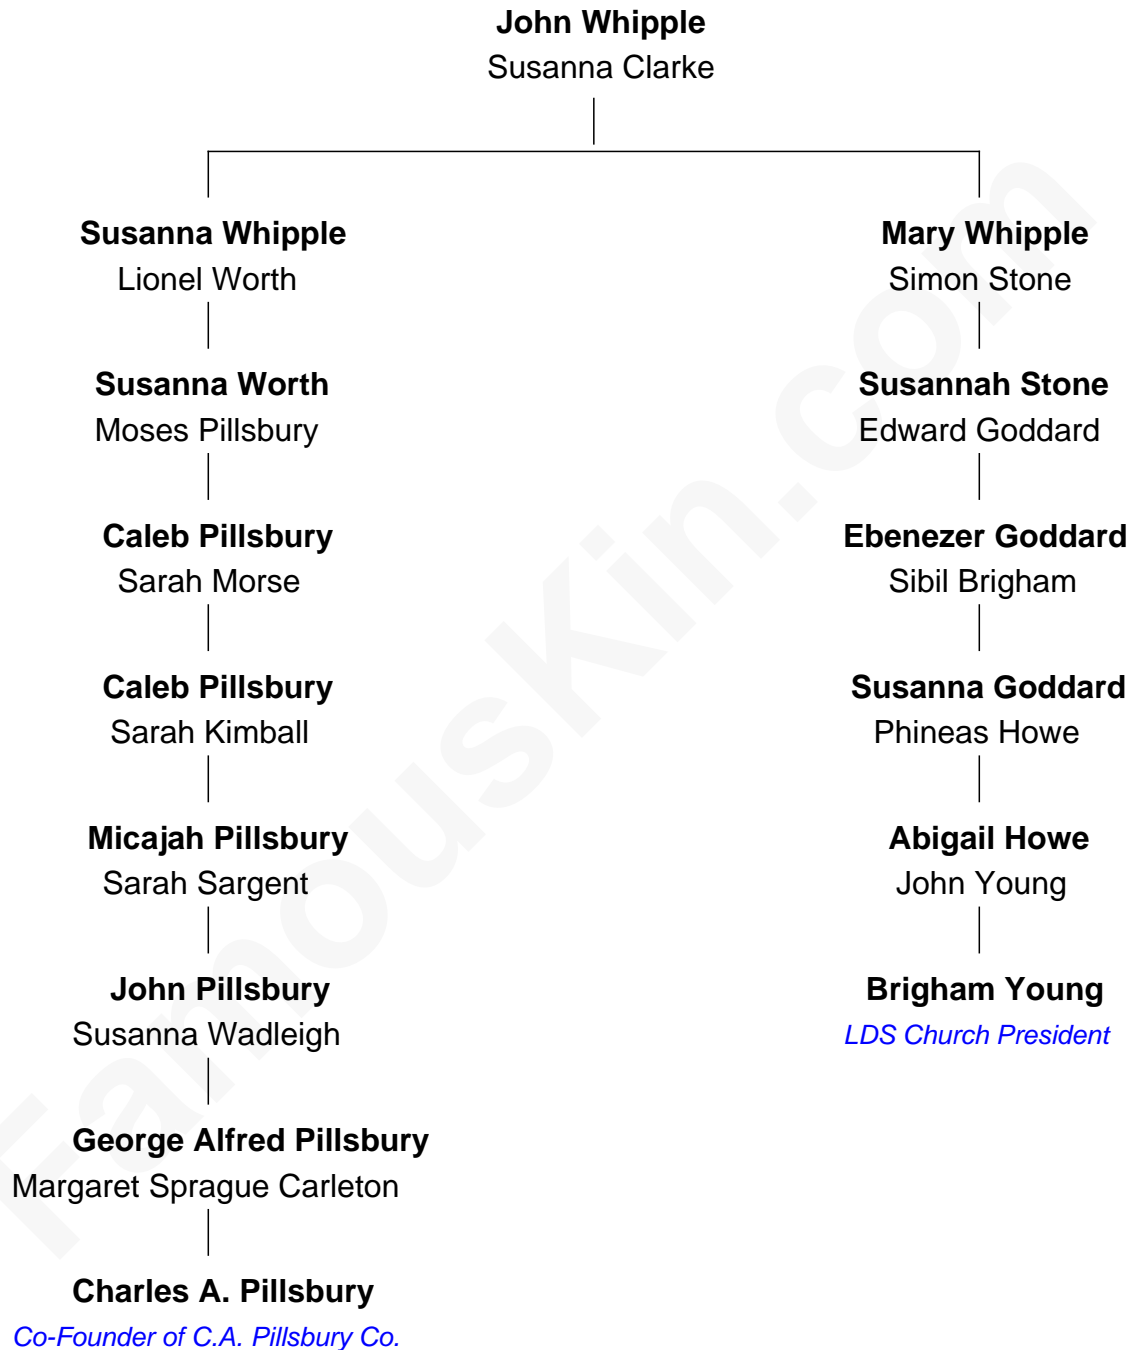 John Whipple
Susanna Clarke
Susanna Whipple
Lionel Worth
Mary Whipple
Simon Stone
Susanna Worth
Moses Pillsbury
Susannah Stone
Edward Goddard
Caleb Pillsbury
Sarah Morse
Ebenezer Goddard
Sibil Brigham
Caleb Pillsbury
Sarah Kimball
Susanna Goddard
Phineas Howe
Micajah Pillsbury
Sarah Sargent
Abigail Howe
John Young
John Pillsbury
Susanna Wadleigh
Brigham Young
LDS Church President
George Alfred Pillsbury
Margaret Sprague Carleton
Charles A. Pillsbury
Co-Founder of C.A. Pillsbury Co.
FamousKin.com